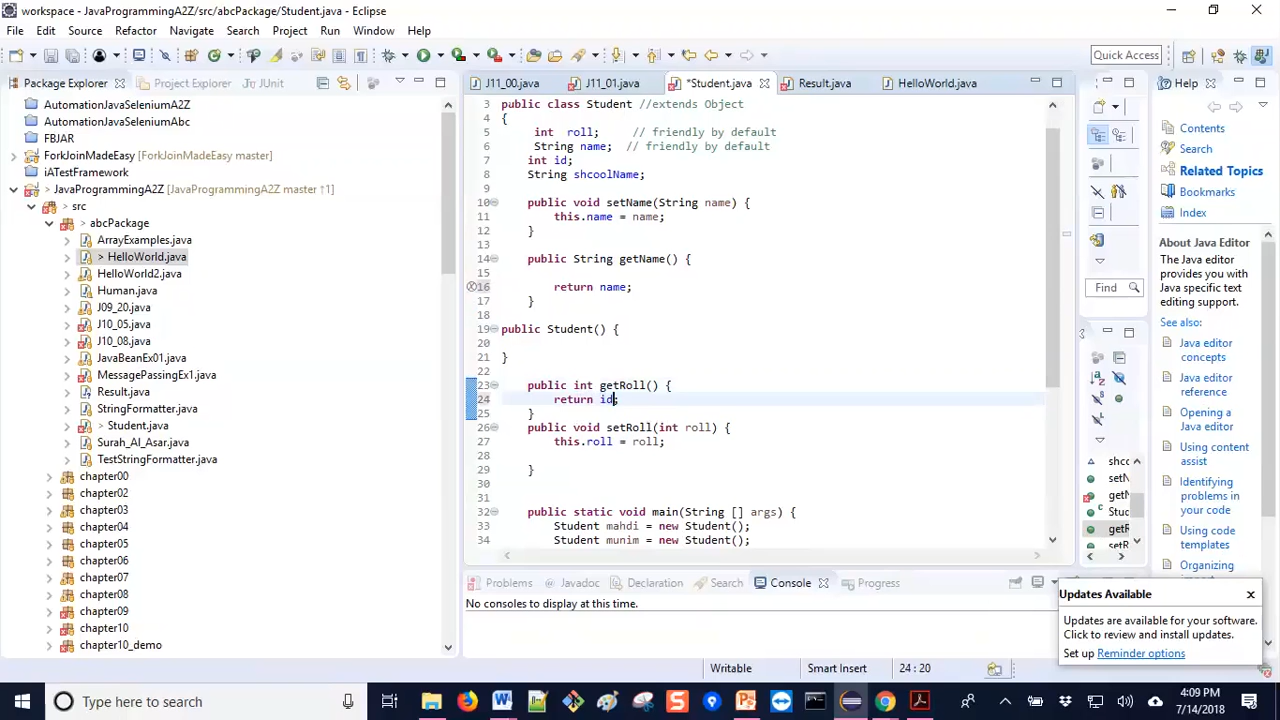 workspace - JavaProgrammingA2Z/src/abcPackage/Student.java - Eclipse
File Edit Source Refactor Navigate Search Project Run Window Help
Quick Access
Package Explorer Project Explorer JUnit
AutomationJavaSeleniumA2Z
AutomationJavaSeleniumAbc
FBJAR
ForkJoinMadeEasy [ForkJoinMadeEasy master]
iATestFramework
> JavaProgrammingA2Z [JavaProgrammingA2Z master ↑1]
> src
> abcPackage
ArrayExamples.java
> HelloWorld.java
HelloWorld2.java
Human.java
J09_20.java
J10_05.java
J10_08.java
JavaBeanEx01.java
MessagePassingEx1.java
Result.java
StringFormatter.java
> Student.java
Surah_Al_Asar.java
TestStringFormatter.java
chapter00
chapter02
chapter03
chapter04
chapter05
chapter06
chapter07
chapter08
chapter09
chapter10
chapter10_demo
J11_00.java J11_01.java *Student.java Result.java HelloWorld.java
3 public class Student //extends Object
4 {
5 int roll; // friendly by default
6 String name; // friendly by default
7 int id;
8 String shcoolName;
9
10 public void setName(String name) {
11 this.name = name;
12 }
13
14 public String getName() {
15
16 return name;
17 }
18
19 public Student() {
20
21 }
22
23 public int getRoll() {
24 return id;
25 }
26 public void setRoll(int roll) {
27 this.roll = roll;
28
29 }
30
31
32 public static void main(String [] args) {
33 Student mahdi = new Student();
34 Student munim = new Student();
Problems Javadoc Declaration Search Console Progress
No consoles to display at this time.
Find
shcc
setN
getN
Stud
getR
setR
Help
Contents
Search
Related Topics
Bookmarks
Index
About Java Editor
The Java editor
provides you with
Java specific text
editing support.
See also:
Java editor
concepts
Java editor
reference
Opening a
Java editor
Using content
assist
Identifying
problems in
your code
Using code
templates
Organizing
Updates Available
Updates are available for your software.
Click to review and install updates.
Set up Reminder options
Writable Smart Insert 24 : 20
Type here to search
4:09 PM
7/14/2018